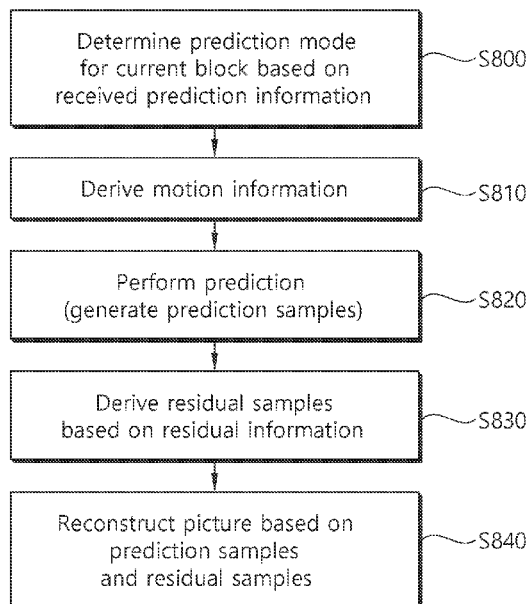 Determine prediction mode
for current block based on
received prediction information
S800
Derive motion information
S810
Perform prediction
(generate prediction samples)
S820
Derive residual samples
based on residual information
S830
Reconstruct picture based on
prediction samples
and residual samples
S840